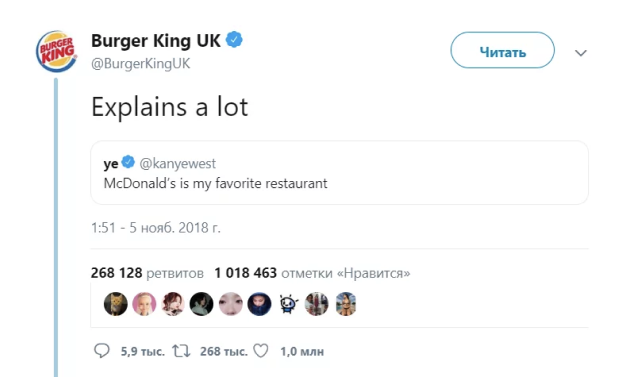 BURGER KING
Burger King UK
@BurgerKingUK
Читать
Explains a lot
ye @kanyewest
McDonald's is my favorite restaurant
1:51 - 5 нояб. 2018 г.
268 128 ретвитов 1 018 463 отметки «Нравится»
5,9 тыс. 268 тыс. 1,0 млн